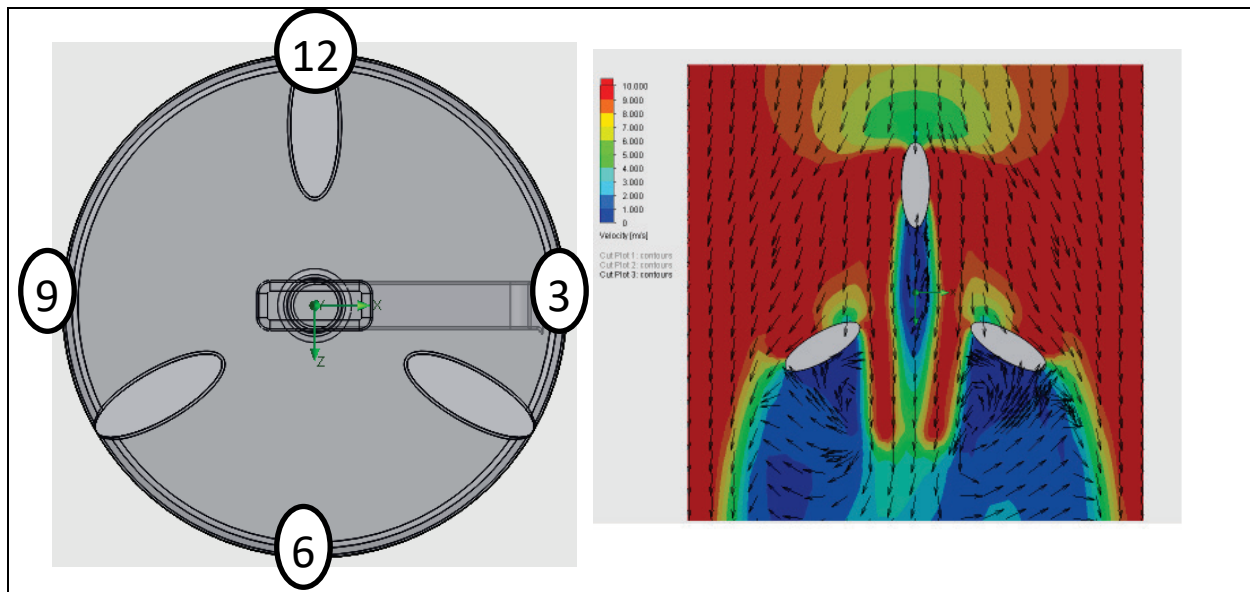 12
9
3
X
Z
6
10.000
9.000
8.000
7.000
6.000
5.000
4.000
3.000
2.000
1.000
0
Velocity [m/s]
Cut Plot 1: contours
Cut Plot 2: contours
Cut Plot 3: contours